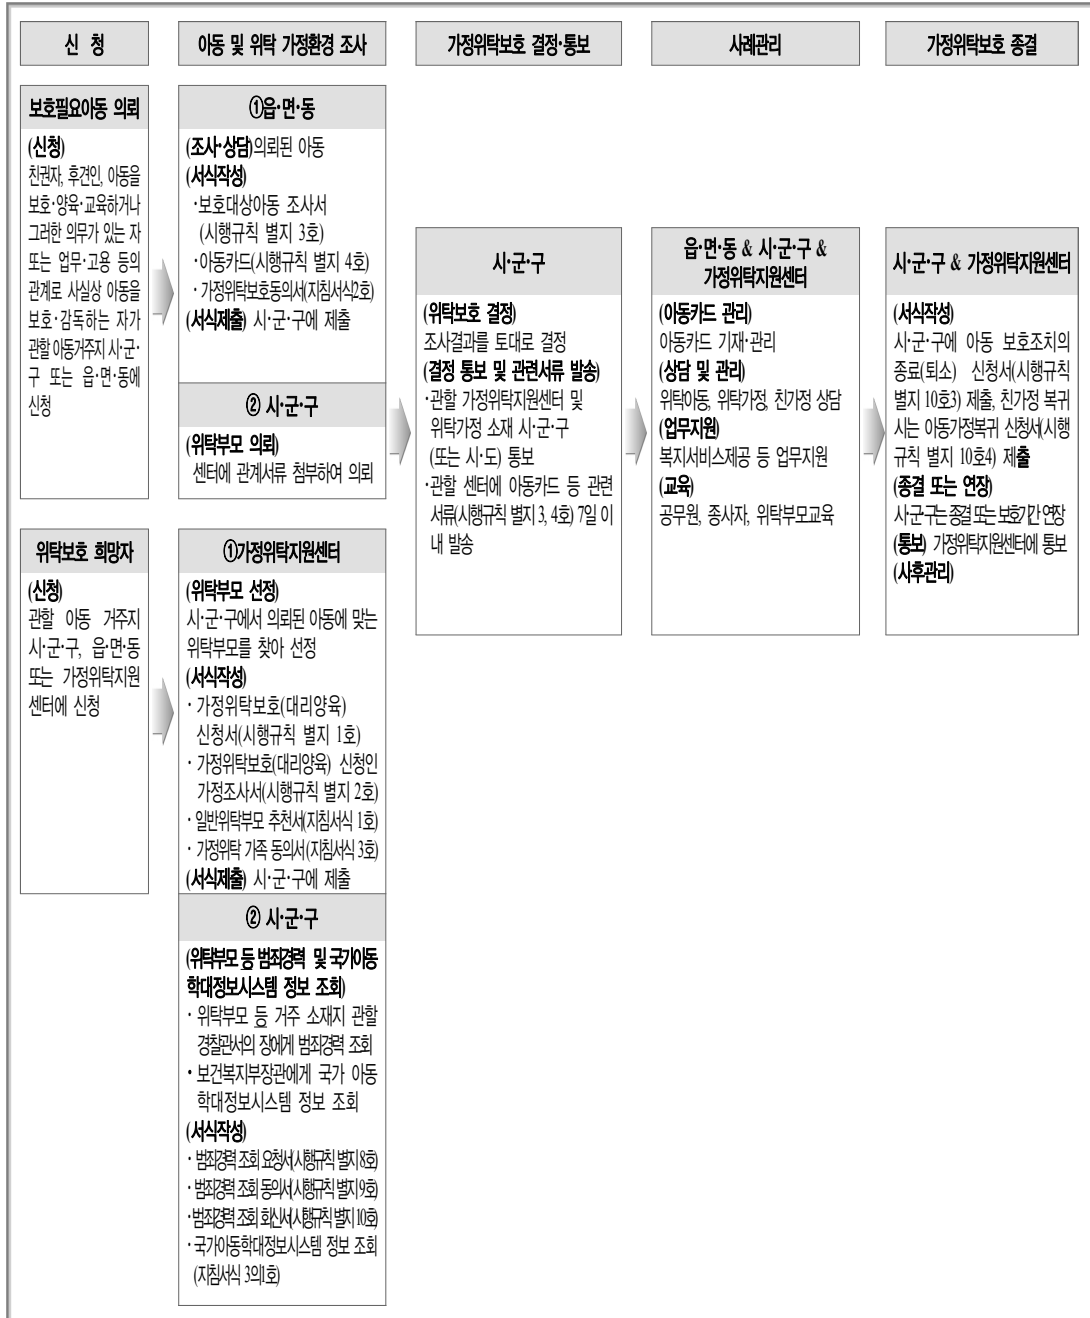 신 청
아동 및 위탁 가정환경 조사
가정위탁보호 결정·통보
사례관리
가정위탁보호 종결
보호필요아동 의뢰
(신청)
친권자, 후견인, 아동을
보호·양육·교육하거나
그러한 의무가 있는 자
또는 업무·고용 등의
관계로 사실상 아동을
보호·감독하는 자가
관할 아동거주지 시·군·
구 또는 읍·면·동에
신청
①읍·면·동
(조사·상담)의뢰된 아동
(서식작성)
·보호대상아동 조사서
(시행규칙 별지 3호)
·아동카드(시행규칙 별지 4호)
· 가정위탁보호동의서(지침서식2호)
(서식제출) 시·군·구에 제출
② 시·군·구
(위탁부모 의뢰)
센터에 관계서류 첨부하여 의뢰
시·군·구
(위탁보호 결정)
조사결과를 토대로 결정
(결정 통보 및 관련서류 발송)
·관할 가정위탁지원센터 및
위탁가정 소재 시·군·구
(또는 시·도) 통보
·관할 센터에 아동카드 등 관련
서류(시행규칙 별지 3, 4호) 7일 이
내 발송
읍·면·동 & 시·군·구 &
가정위탁지원센터
(아동카드 관리)
아동카드 기재·관리
(상담 및 관리)
위탁아동, 위탁가정, 친가정 상담
(업무지원)
복지서비스제공 등 업무지원
(교육)
공무원, 종사자, 위탁부모교육
시·군·구 & 가정위탁지원센터
(서식작성)
시·군·구에 아동 보호조치의
종료(퇴소) 신청서(시행규칙
별지 10호3) 제출, 친가정 복귀
시는 아동가정복귀 신청서(시행
규칙 별지 10호4) 제출
(종결 또는 연장)
시·군·구는 종결 또는 보호기간 연장
(통보) 가정위탁지원센터에 통보
(사후관리)
위탁보호 희망자
(신청)
관할 아동 거주지
시·군·구, 읍·면·동
또는 가정위탁지원
센터에 신청
①가정위탁지원센터
(위탁부모 선정)
시·군·구에서 의뢰된 아동에 맞는
위탁부모를 찾아 선정
(서식작성)
· 가정위탁보호(대리양육)
신청서(시행규칙 별지 1호)
· 가정위탁보호(대리양육) 신청인
가정조사서(시행규칙 별지 2호)
· 일반위탁부모 추천서(지침서식 1호)
· 가정위탁 가족 동의서(지침서식 3호)
(서식제출) 시·군·구에 제출
② 시·군·구
(위탁부모 등 범죄경력 및 국가아동
학대정보시스템 정보 조회)
· 위탁부모 등 거주 소재지 관할
경찰관서의 장에게 범죄경력 조회
· 보건복지부장관에게 국가 아동
학대정보시스템 정보 조회
(서식작성)
· 범죄경력 조회 요청서(시행규칙 별지 8호)
· 범죄경력 조회 동의서(시행규칙 별지 9호)
·범죄경력 조회 회신서(시행규칙 별지 10호)
· 국가아동학대정보시스템 정보 조회
(지침서식 3의1호)